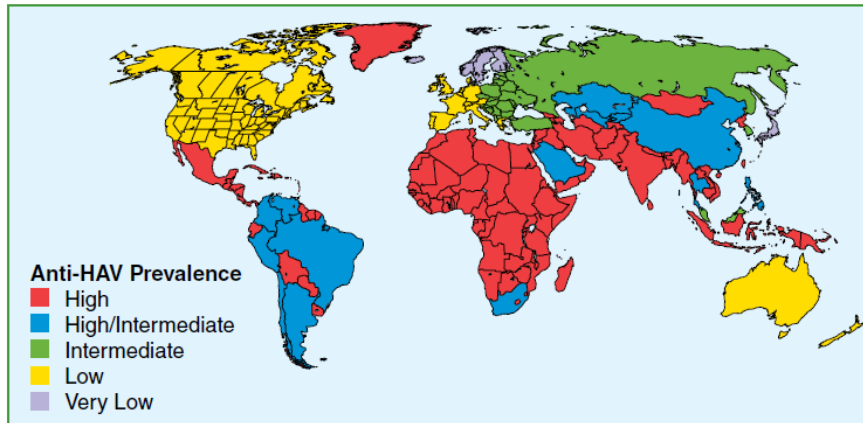 Anti-HAV Prevalence
High
High/Intermediate
Intermediate
Low
Very Low